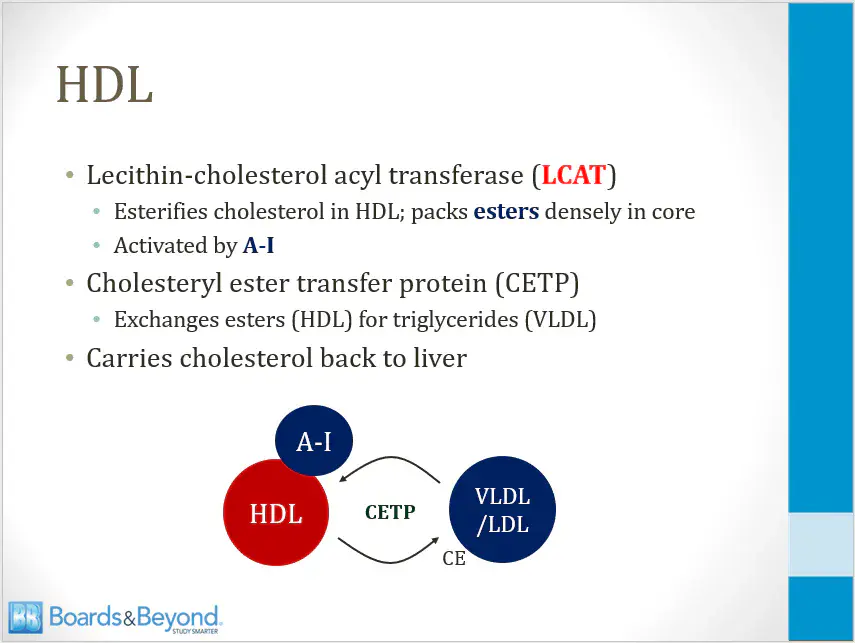 HDL
• Lecithin-cholesterol acyl transferase (LCAT)
• Esterifies cholesterol in HDL; packs esters densely in core
• Activated by A-I
• Cholesteryl ester transfer protein (CETP)
• Exchanges esters (HDL) for triglycerides (VLDL)
• Carries cholesterol back to liver
A-I
HDL
CETP
VLDL
/LDL
CE
BB Boards&Beyond.
STUDY SMARTER